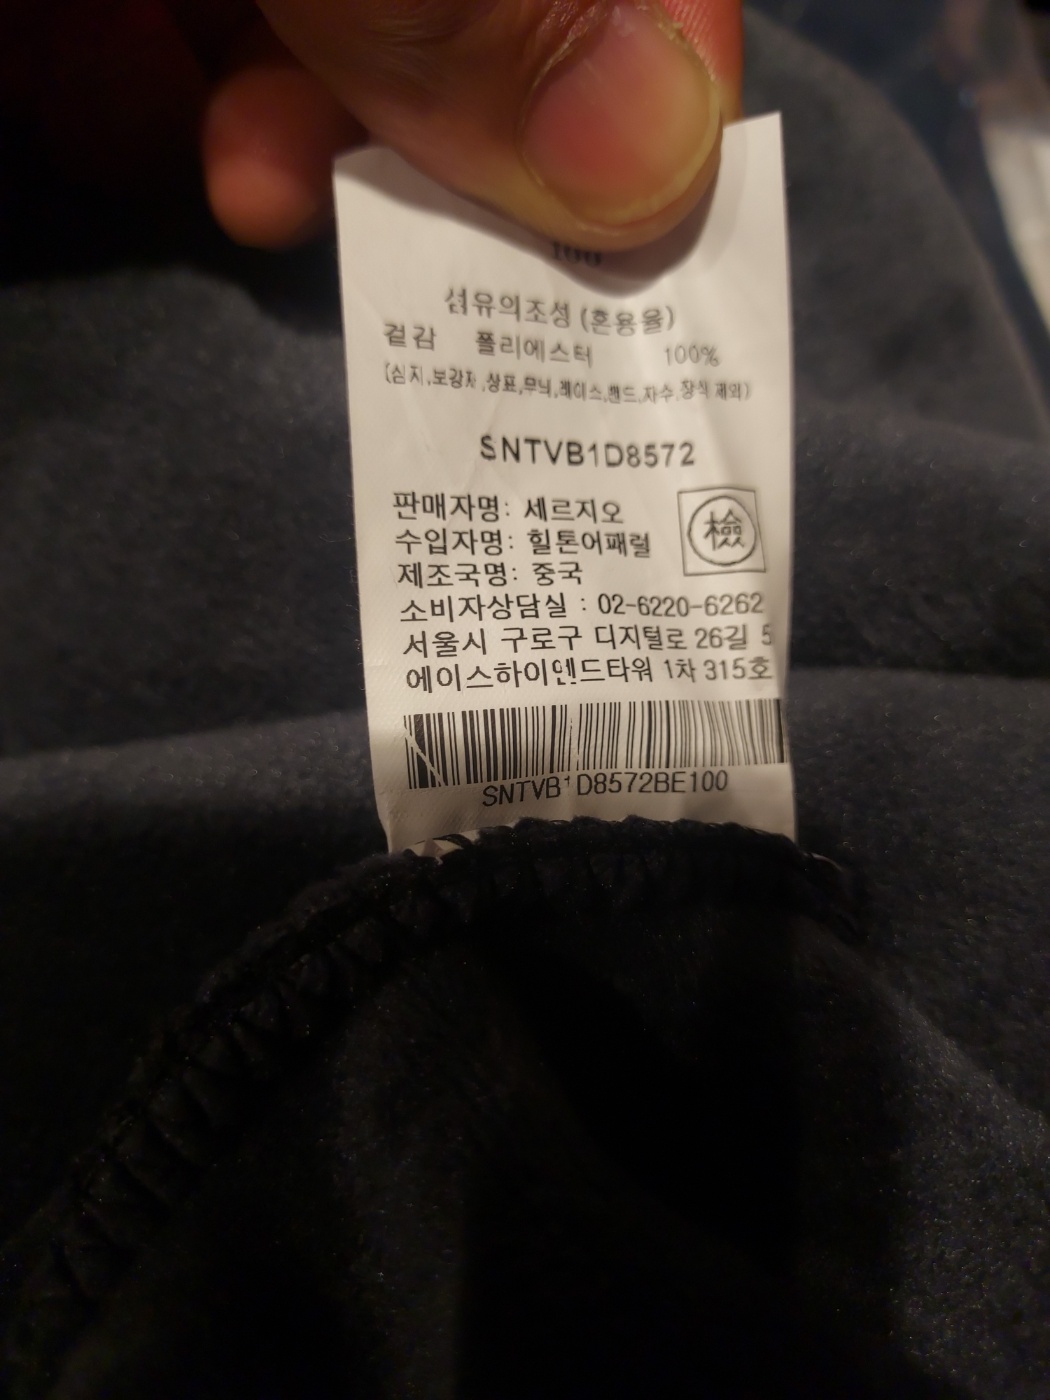 100
섬유의조성 (혼용율)
겉감 폴리에스터 100%
(심지,보강재,상표,무늬,레이스,밴드,자수,장식 제외)
SNTVB1D8572
판매자명: 세르지오
수입자명: 힐튼어패럴
檢
제조국명: 중국
소비자상담실 : 02-6220-6262
서울시 구로구 디지털로 26길 5
에이스하이엔드타워 1차 315호
SNTVB1D8572BE100